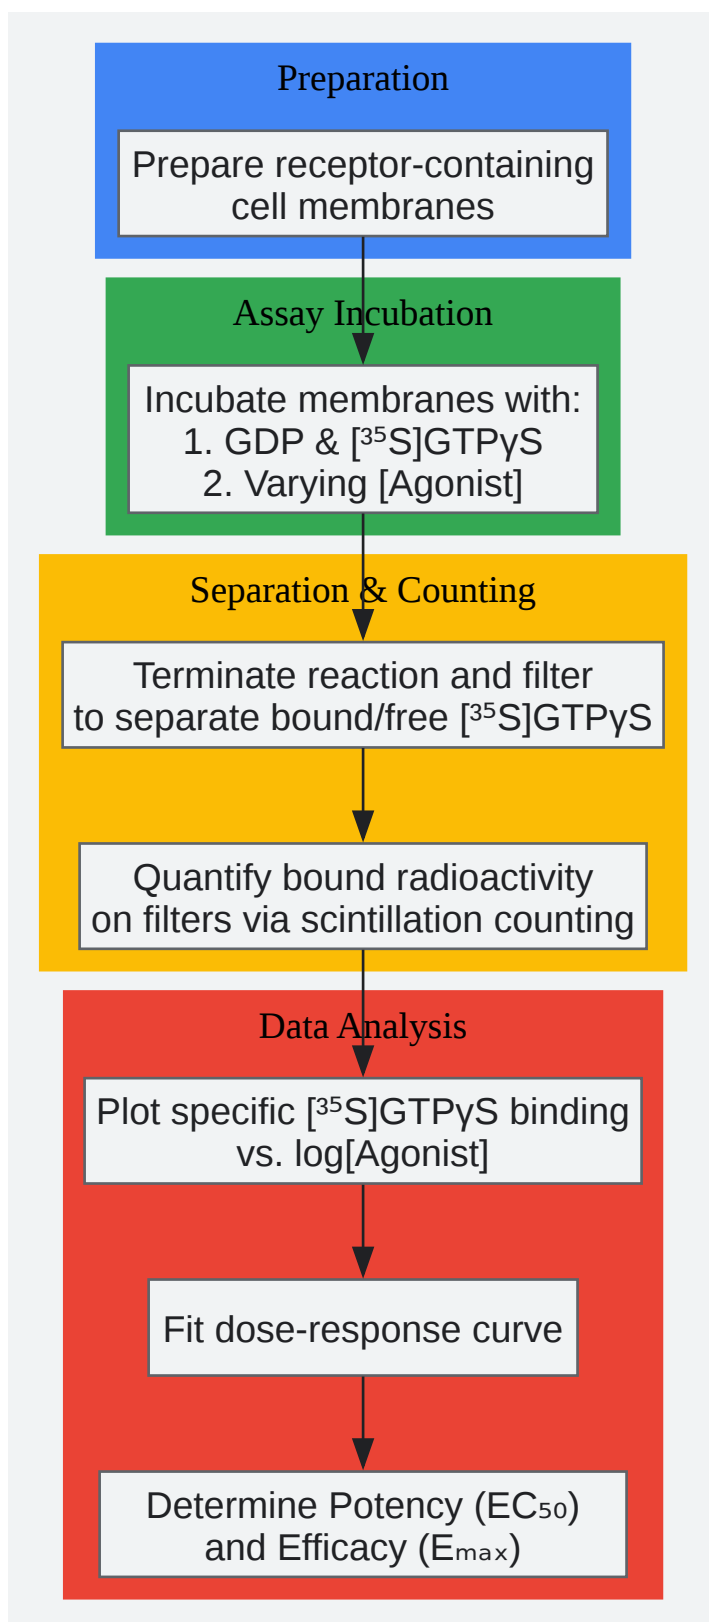 Preparation
Prepare receptor-containing
cell membranes
Assay Incubation
Incubate membranes with:
1. GDP & [³⁵S]GTPγS
2. Varying [Agonist]
Separation & Counting
Terminate reaction and filter
to separate bound/free [³⁵S]GTPγS
Quantify bound radioactivity
on filters via scintillation counting
Data Analysis
Plot specific [³⁵S]GTPγS binding
vs. log[Agonist]
Fit dose-response curve
Determine Potency (EC₅₀)
and Efficacy (Eₘₐₓ)